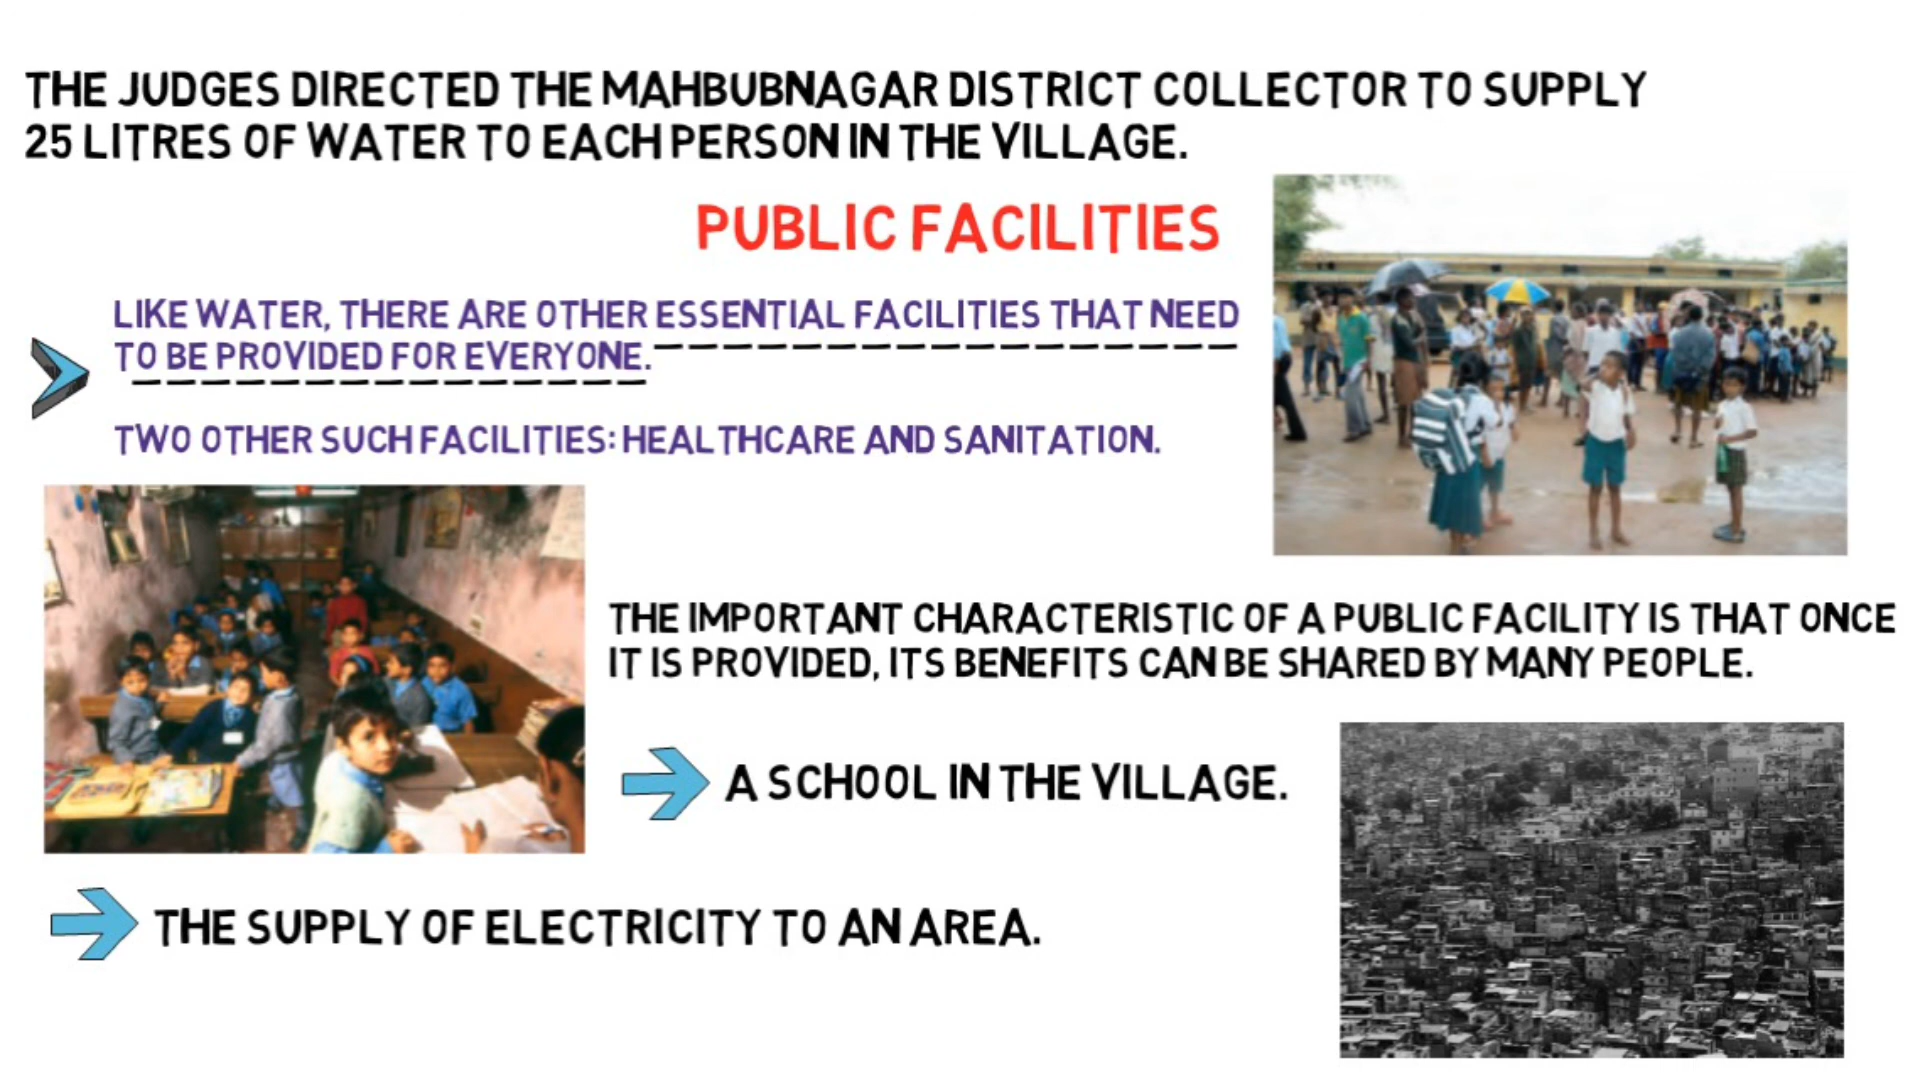 THE JUDGES DIRECTED THE MAHBUBNAGAR DISTRICT COLLECTOR TO SUPPLY
25 LITRES OF WATER TO EACH PERSON IN THE VILLAGE.
PUBLIC FACILITIES
LIKE WATER, THERE ARE OTHER ESSENTIAL FACILITIES THAT NEED
TO BE PROVIDED FOR EVERYONE.
TWO OTHER SUCH FACILITIES: HEALTHCARE AND SANITATION.
THE IMPORTANT CHARACTERISTIC OF A PUBLIC FACILITY IS THAT ONCE
IT IS PROVIDED, ITS BENEFITS CAN BE SHARED BY MANY PEOPLE.
A SCHOOL IN THE VILLAGE.
THE SUPPLY OF ELECTRICITY TO AN AREA.